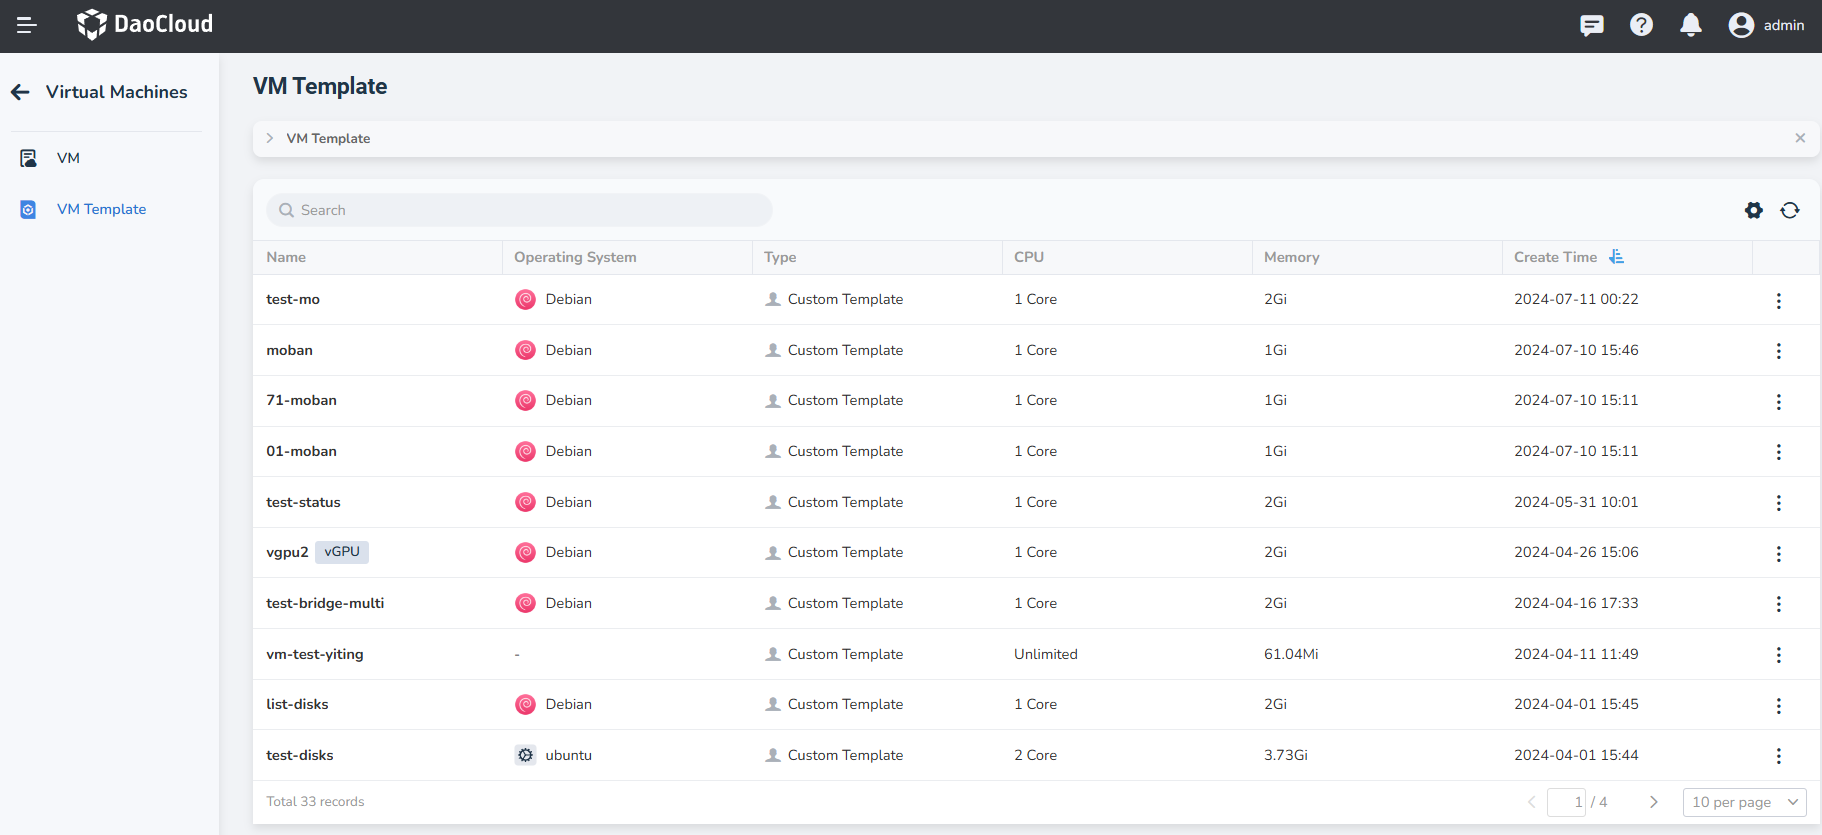 DaoCloud
admin
Virtual Machines
VM
VM Template
VM Template
VM Template
Search
Name Operating System Type CPU Memory Create Time
test-mo Debian Custom Template 1 Core 2Gi 2024-07-11 00:22
moban Debian Custom Template 1 Core 1Gi 2024-07-10 15:46
71-moban Debian Custom Template 1 Core 1Gi 2024-07-10 15:11
01-moban Debian Custom Template 1 Core 1Gi 2024-07-10 15:11
test-status Debian Custom Template 1 Core 2Gi 2024-05-31 10:01
vgpu2 vGPU Debian Custom Template 1 Core 2Gi 2024-04-26 15:06
test-bridge-multi Debian Custom Template 1 Core 2Gi 2024-04-16 17:33
vm-test-yiting - Custom Template Unlimited 61.04Mi 2024-04-11 11:49
list-disks Debian Custom Template 1 Core 2Gi 2024-04-01 15:45
test-disks ubuntu Custom Template 2 Core 3.73Gi 2024-04-01 15:44
Total 33 records 1 / 4 10 per page